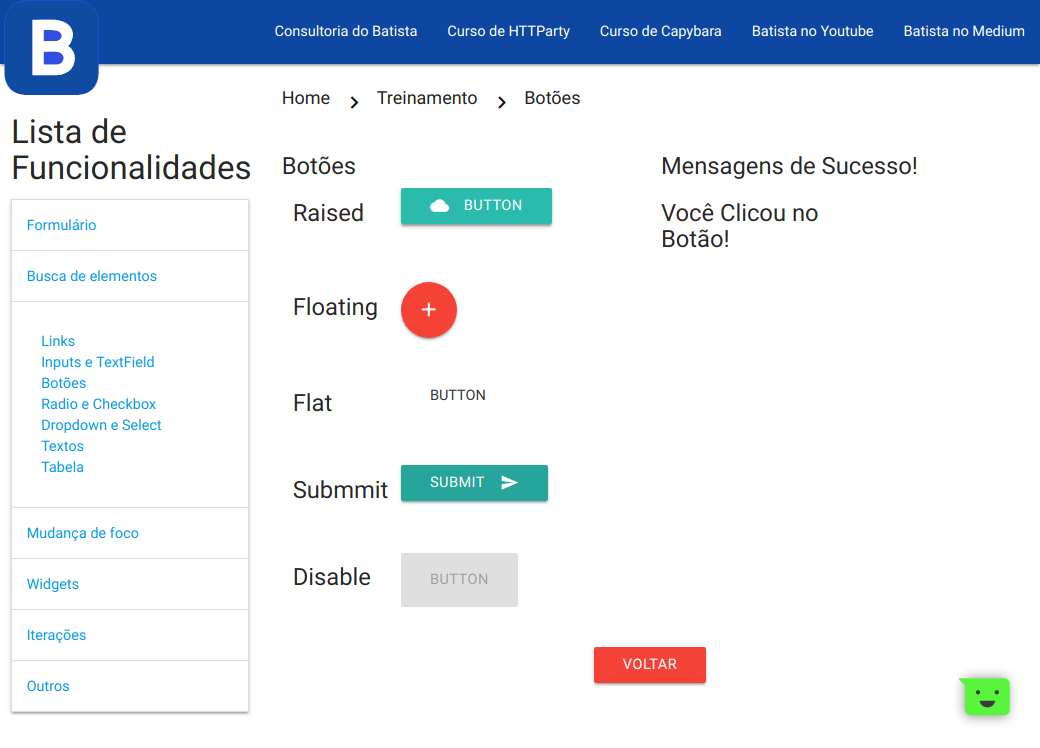 B
Consultoria do Batista
Curso de HTTParty
Curso de Capybara
Batista no Youtube
Batista no Medium
Home
Treinamento
Botões
Lista de
Funcionalidades
Formulário
Busca de elementos
Links
Inputs e TextField
Botões
Radio e Checkbox
Dropdown e Select
Textos
Tabela
Mudança de foco
Widgets
Iterações
Outros
Botões
Raised
BUTTON
Floating
+
Flat
BUTTON
Submmit
SUBMIT
Disable
BUTTON
Mensagens de Sucesso!
Você Clicou no
Botão!
VOLTAR